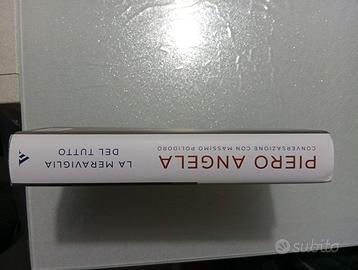 PIERO ANGELA
CONVERSAZIONE CON MASSIMO POLIDORO
LA MERAVIGLIA
DEL TUTTO
subito